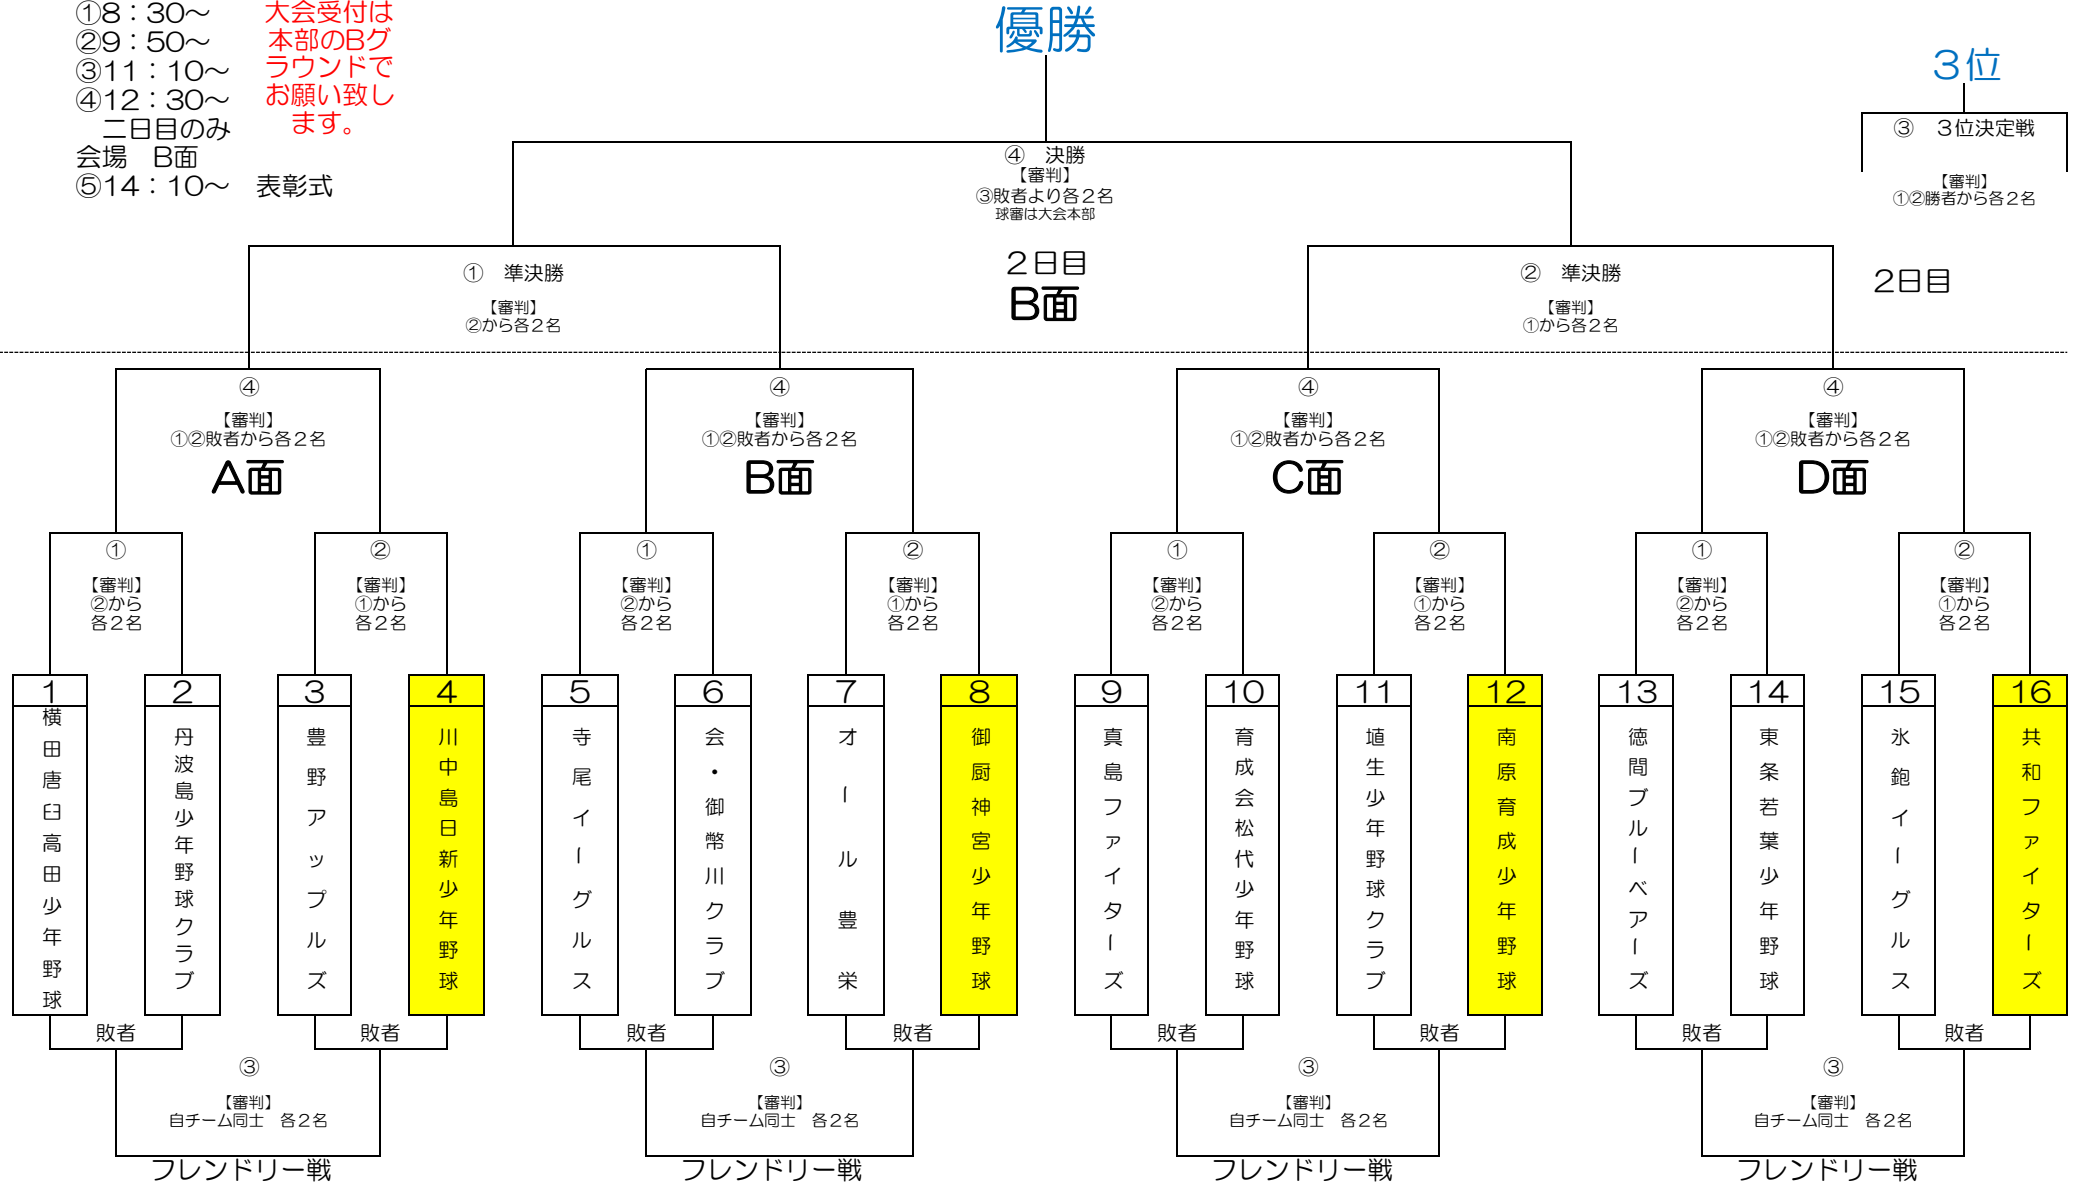 ①8：30～
②9：50～
③11：10～
④12：30～
二日目のみ
会場　B面
⑤14：10～　表彰式
大会受付は
本部のBグ
ラウンドで
お願い致し
ます。
優勝
３位
③　３位決定戦
【審判】
①②勝者から各２名
④　決勝
【審判】
③敗者より各２名
球審は大会本部
２日目
B面
①　準決勝
【審判】
②から各２名
②　準決勝
【審判】
①から各２名
２日目
④
【審判】
①②敗者から各２名
A面
④
【審判】
①②敗者から各２名
B面
④
【審判】
①②敗者から各２名
C面
④
【審判】
①②敗者から各２名
D面
①
【審判】
②から
各２名
②
【審判】
①から
各２名
①
【審判】
②から
各２名
②
【審判】
①から
各２名
①
【審判】
②から
各２名
②
【審判】
①から
各２名
①
【審判】
②から
各２名
②
【審判】
①から
各２名
1
横田唐臼高田少年野球
2
丹波島少年野球クラブ
3
豊野アップルズ
4
川中島日新少年野球
5
寺尾イーグルス
6
会・御幣川クラブ
7
オール豊栄
8
御厨神宮少年野球
9
真島ファイターズ
10
育成会松代少年野球
11
埴生少年野球クラブ
12
南原育成少年野球
13
徳間ブルーベアーズ
14
東条若葉少年野球
15
氷鉋イーグルス
16
共和ファイターズ
敗者
敗者
敗者
敗者
敗者
敗者
敗者
敗者
③
【審判】
自チーム同士　各２名
フレンドリー戦
③
【審判】
自チーム同士　各２名
フレンドリー戦
③
【審判】
自チーム同士　各２名
フレンドリー戦
③
【審判】
自チーム同士　各２名
フレンドリー戦